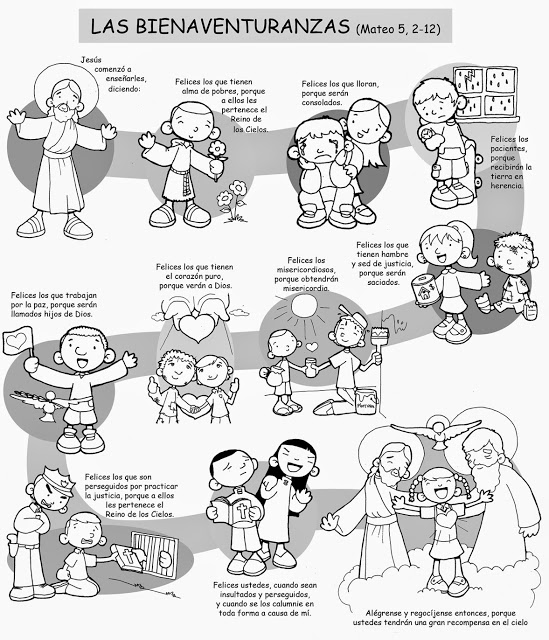 LAS BIENAVENTURANZAS (Mateo 5, 2-12)
Jesús
comenzó a
enseñarles,
diciendo:
Felices los que tienen
alma de pobres, porque
a ellos les
pertenece el
Reino de
los Cielos.
Felices los que lloran,
porque serán
consolados.
Felices los
pacientes,
porque
recibirán la
tierra en
herencia.
Felices los que
tienen hambre
y sed de justicia,
porque serán
saciados.
Felices los
misericordiosos,
porque obtendrán
misericordia.
Felices los que tienen
el corazón puro,
porque verán a Dios.
Felices los que trabajan
por la paz, porque serán
llamados hijos de Dios.
Felices los que son
perseguidos por practicar
la justicia, porque a ellos
les pertenece el
Reino de los Cielos.
Felices ustedes, cuando sean
insultados y perseguidos,
y cuando se los calumnie en
toda forma a causa de mí.
Alégrense y regocíjense entonces, porque
ustedes tendrán una gran recompensa en el cielo